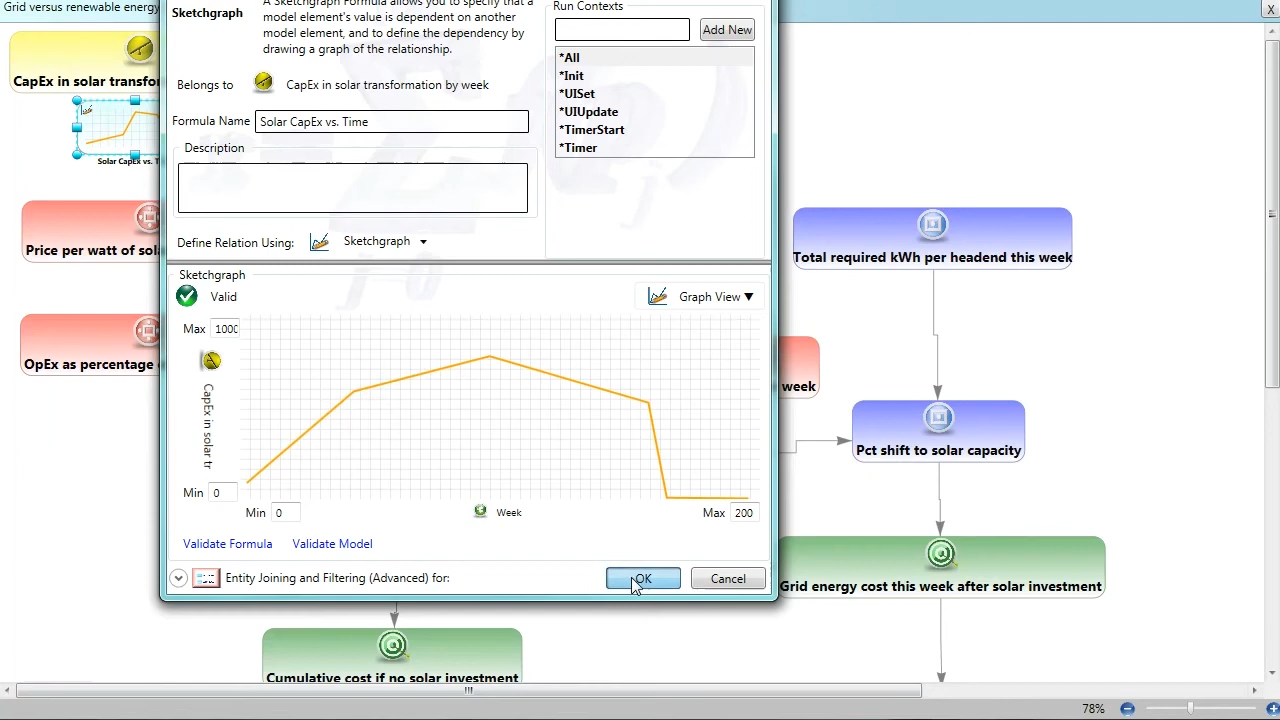 Grid versus renewable energy
X
Sketchgraph
A Sketchgraph Formula allows you to specify that a
model element's value is dependent on another
model element, and to define the dependency by
drawing a graph of the relationship.
Run Contexts
Add New
*All
*Init
*UISet
*UIUpdate
*TimerStart
*Timer
Belongs to
CapEx in solar transformation by week
Formula Name
Solar CapEx vs. Time
Description
Define Relation Using:
Sketchgraph
Sketchgraph
Valid
Graph View
Max
1000
CapEx in solar tr
Min
0
Min
0
Week
Max
200
Validate Formula
Validate Model
Entity Joining and Filtering (Advanced) for:
OK
Cancel
CapEx in solar transfor
Solar CapEx vs. T
Price per watt of sola
OpEx as percentage
week
Total required kWh per headend this week
Pct shift to solar capacity
Grid energy cost this week after solar investment
Cumulative cost if no solar investment
78%